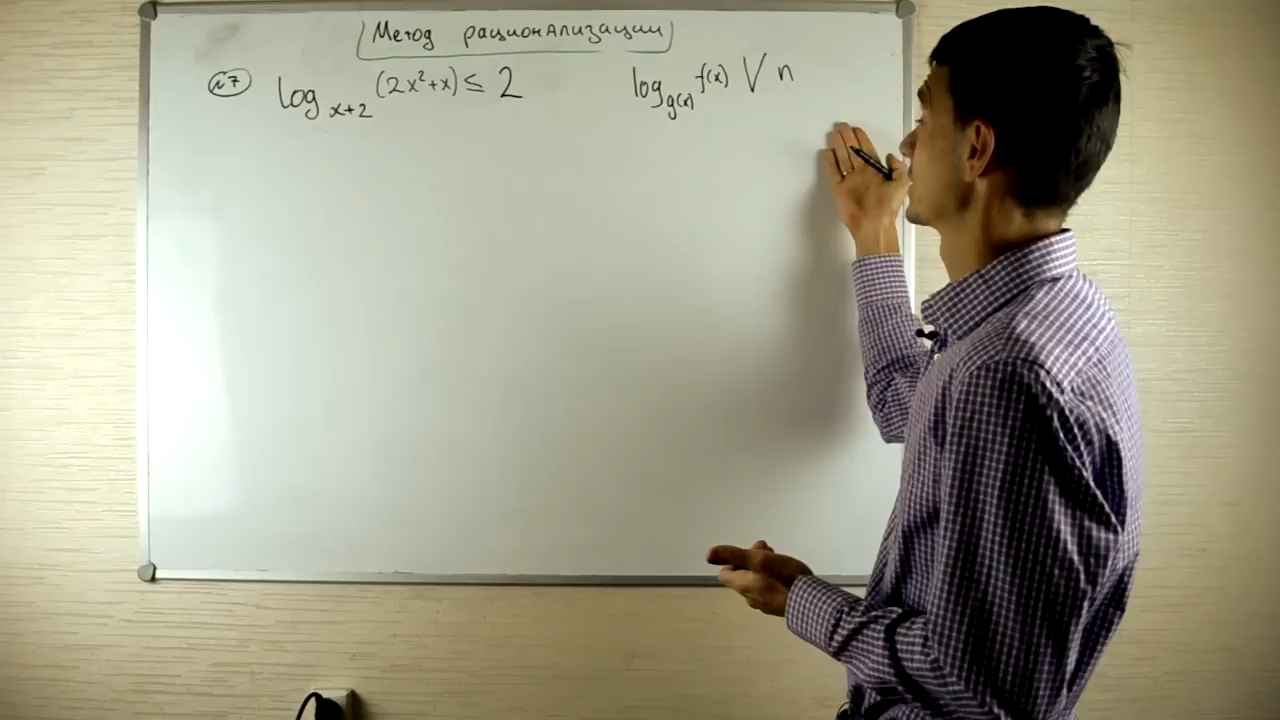 Метод рационализации
№7 log_{x+2} (2x²+x) ≤ 2
log_{g(x)} f(x) ∨ n